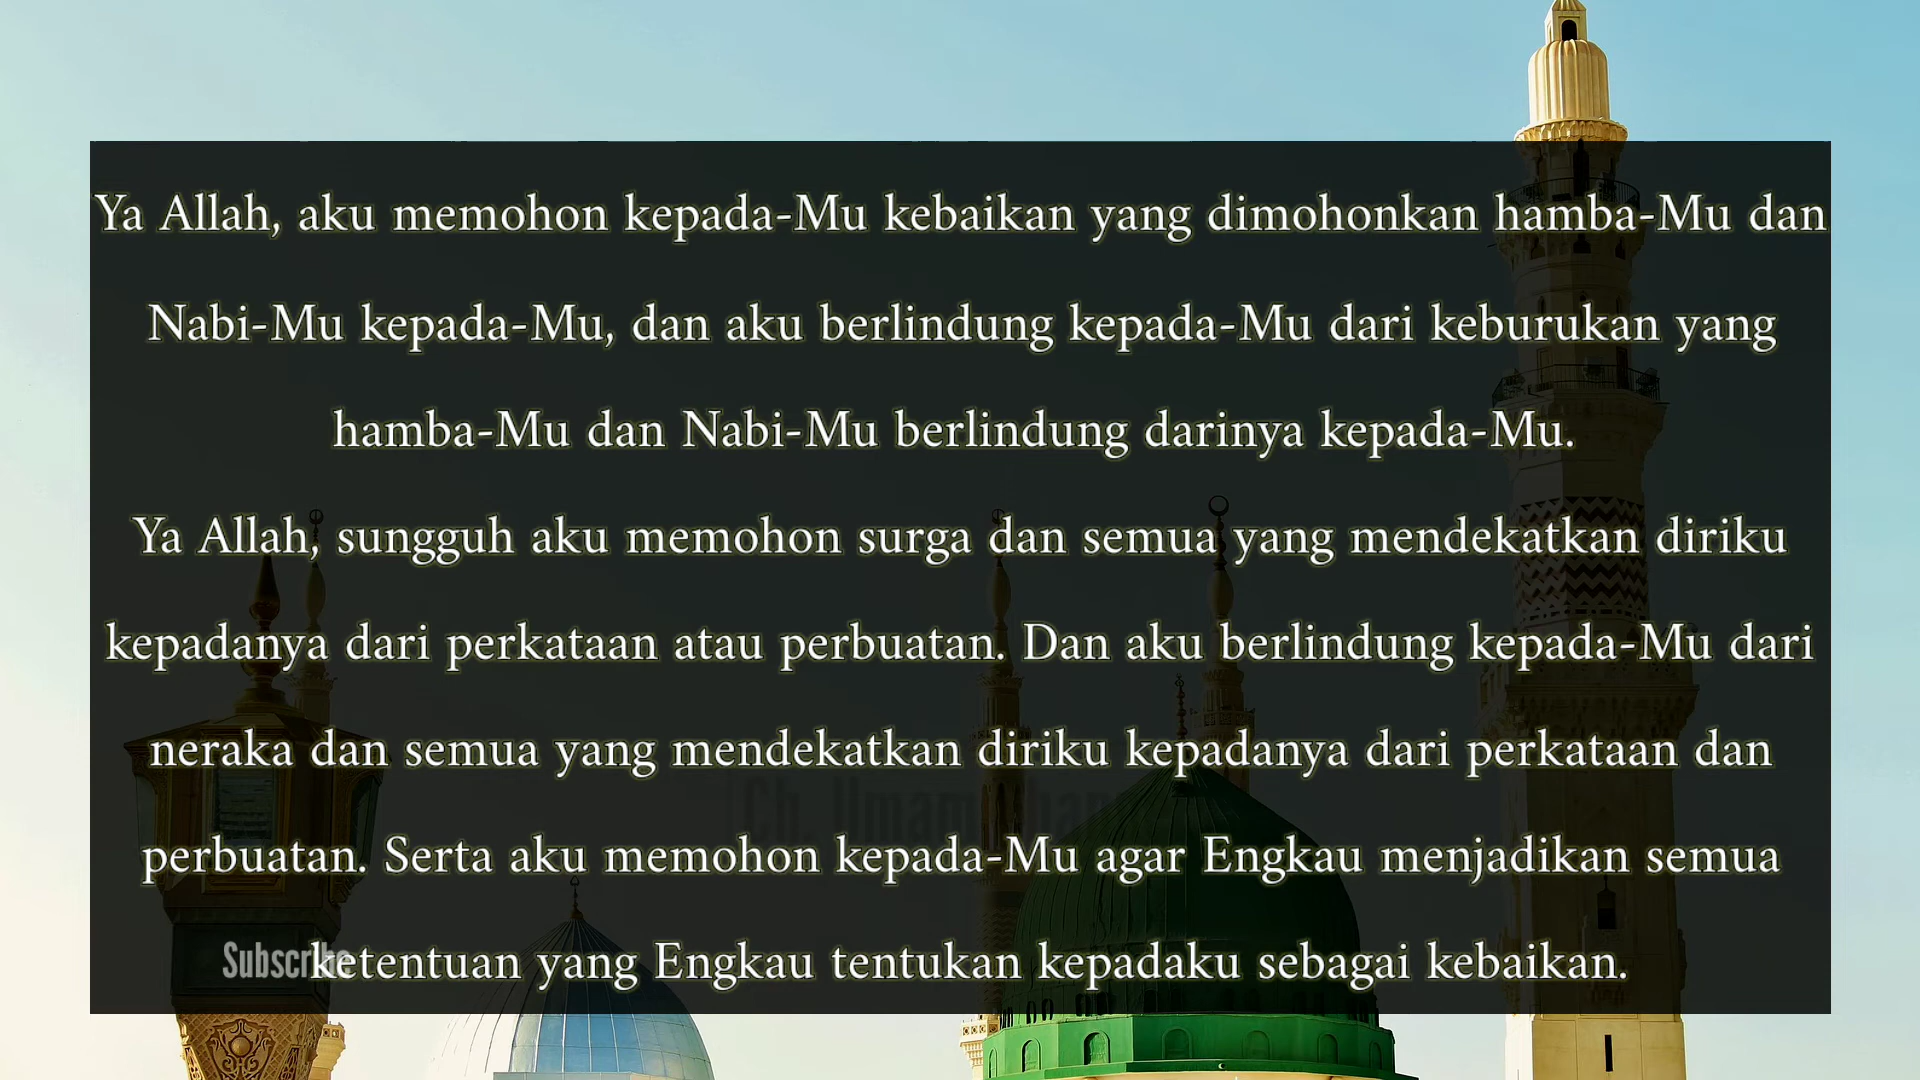 Ya Allah, aku memohon kepada-Mu kebaikan yang dimohonkan hamba-Mu dan
Nabi-Mu kepada-Mu, dan aku berlindung kepada-Mu dari keburukan yang
hamba-Mu dan Nabi-Mu berlindung darinya kepada-Mu.
Ya Allah, sungguh aku memohon surga dan semua yang mendekatkan diriku
kepadanya dari perkataan atau perbuatan. Dan aku berlindung kepada-Mu dari
neraka dan semua yang mendekatkan diriku kepadanya dari perkataan dan
Ch. Umam
perbuatan. Serta aku memohon kepada-Mu agar Engkau menjadikan semua
Subscribe
ketentuan yang Engkau tentukan kepadaku sebagai kebaikan.